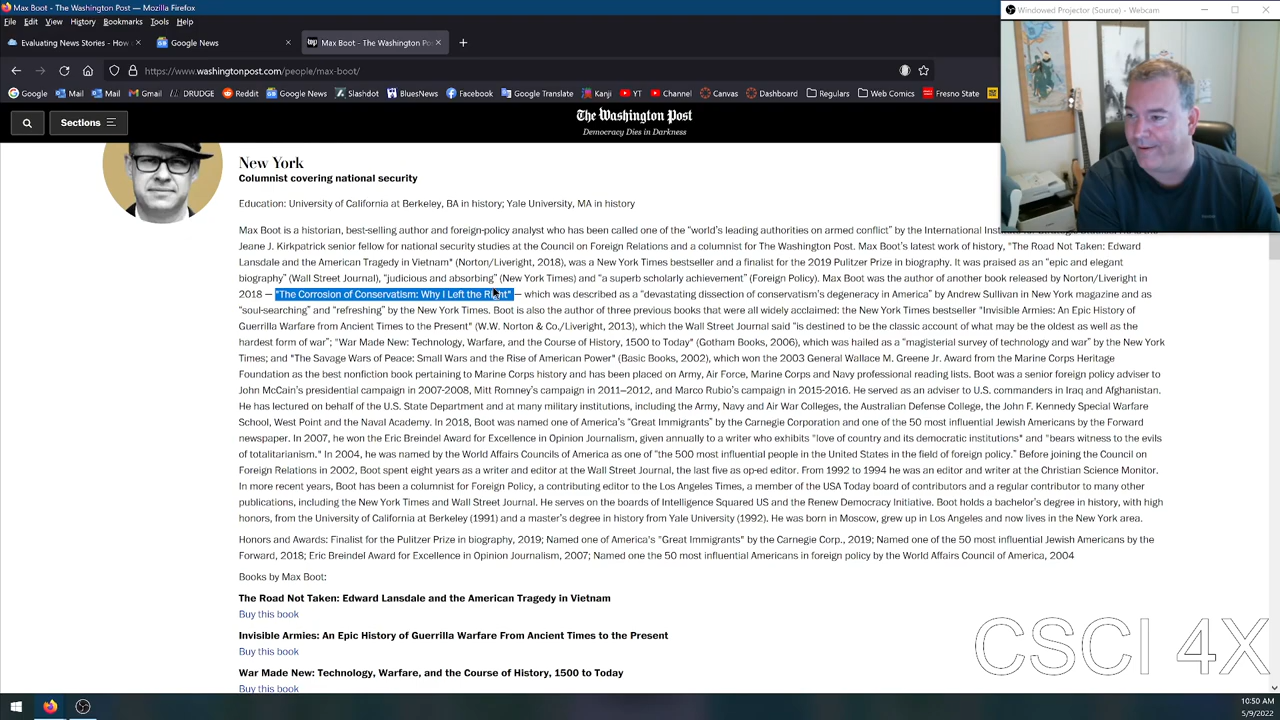 Max Boot - The Washington Post — Mozilla Firefox
File Edit View History Bookmarks Tools Help
Windowed Projector (Source) - Webcam
Evaluating News Stories - How
Google News
Max Boot - The Washington Po
https://www.washingtonpost.com/people/max-boot/
Google Mail Mail Gmail DRUDGE Reddit Google News Slashdot BluesNews Facebook Google Translate Kanji YT Channel Canvas Dashboard Regulars Web Comics Fresno State
Sections
The Washington Post
Democracy Dies in Darkness
New York
Columnist covering national security
Education: University of California at Berkeley, BA in history; Yale University, MA in history
Max Boot is a historian, best-selling author and foreign-policy analyst who has been called one of the "world's leading authorities on armed conflict" by the International
Jeane J. Kirkpatrick senior fellow for national security studies at the Council on Foreign Relations and a columnist for The Washington Post. Max Boot's latest work of history, "The Road Not Taken: Edward
Lansdale and the American Tragedy in Vietnam" (Norton/Liveright, 2018), was a New York Times bestseller and a finalist for the 2019 Pulitzer Prize in biography. It was praised as an "epic and elegant
biography" (Wall Street Journal), "judicious and absorbing" (New York Times) and "a superb scholarly achievement" (Foreign Policy). Max Boot was the author of another book released by Norton/Liveright in
2018 — "The Corrosion of Conservatism: Why I Left the Right" — which was described as a "devastating dissection of conservatism's degeneracy in America" by Andrew Sullivan in New York magazine and as
"soul-searching" and "refreshing" by the New York Times. Boot is also the author of three previous books that were all widely acclaimed: the New York Times bestseller "Invisible Armies: An Epic History of
Guerrilla Warfare from Ancient Times to the Present" (W.W. Norton & Co./Liveright, 2013), which the Wall Street Journal said "is destined to be the classic account of what may be the oldest as well as the
hardest form of war"; "War Made New: Technology, Warfare, and the Course of History, 1500 to Today" (Gotham Books, 2006), which was hailed as a "magisterial survey of technology and war" by the New York
Times; and "The Savage Wars of Peace: Small Wars and the Rise of American Power" (Basic Books, 2002), which won the 2003 General Wallace M. Greene Jr. Award from the Marine Corps Heritage
Foundation as the best nonfiction book pertaining to Marine Corps history and has been placed on Army, Air Force, Marine Corps and Navy professional reading lists. Boot was a senior foreign policy adviser to
John McCain's presidential campaign in 2007-2008, Mitt Romney's campaign in 2011–2012, and Marco Rubio's campaign in 2015-2016. He served as an adviser to U.S. commanders in Iraq and Afghanistan.
He has lectured on behalf of the U.S. State Department and at many military institutions, including the Army, Navy and Air War Colleges, the Australian Defense College, the John F. Kennedy Special Warfare
School, West Point and the Naval Academy. In 2018, Boot was named one of America's "Great Immigrants" by the Carnegie Corporation and one of the 50 most influential Jewish Americans by the Forward
newspaper. In 2007, he won the Eric Breindel Award for Excellence in Opinion Journalism, given annually to a writer who exhibits "love of country and its democratic institutions" and "bears witness to the evils
of totalitarianism." In 2004, he was named by the World Affairs Councils of America as one of "the 500 most influential people in the United States in the field of foreign policy." Before joining the Council on
Foreign Relations in 2002, Boot spent eight years as a writer and editor at the Wall Street Journal, the last five as op-ed editor. From 1992 to 1994 he was an editor and writer at the Christian Science Monitor.
In more recent years, Boot has been a columnist for Foreign Policy, a contributing editor to the Los Angeles Times, a member of the USA Today board of contributors and a regular contributor to many other
publications, including the New York Times and Wall Street Journal. He serves on the boards of Intelligence Squared US and the Renew Democracy Initiative. Boot holds a bachelor's degree in history, with high
honors, from the University of California at Berkeley (1991) and a master's degree in history from Yale University (1992). He was born in Moscow, grew up in Los Angeles and now lives in the New York area.
Honors and Awards: Finalist for the Pulitzer Prize in biography, 2019; Named one of America's "Great Immigrants" by the Carnegie Corp., 2019; Named one of the 50 most influential Jewish Americans by the
Forward, 2018; Eric Breindel Award for Excellence in Opinion Journalism, 2007; Named one the 50 most influential Americans in foreign policy by the World Affairs Council of America, 2004
Books by Max Boot:
The Road Not Taken: Edward Lansdale and the American Tragedy in Vietnam
Buy this book
Invisible Armies: An Epic History of Guerrilla Warfare From Ancient Times to the Present
Buy this book
War Made New: Technology, Warfare, and the Course of History, 1500 to Today
Buy this book
CSCI 4X
10:50 AM
5/9/2022